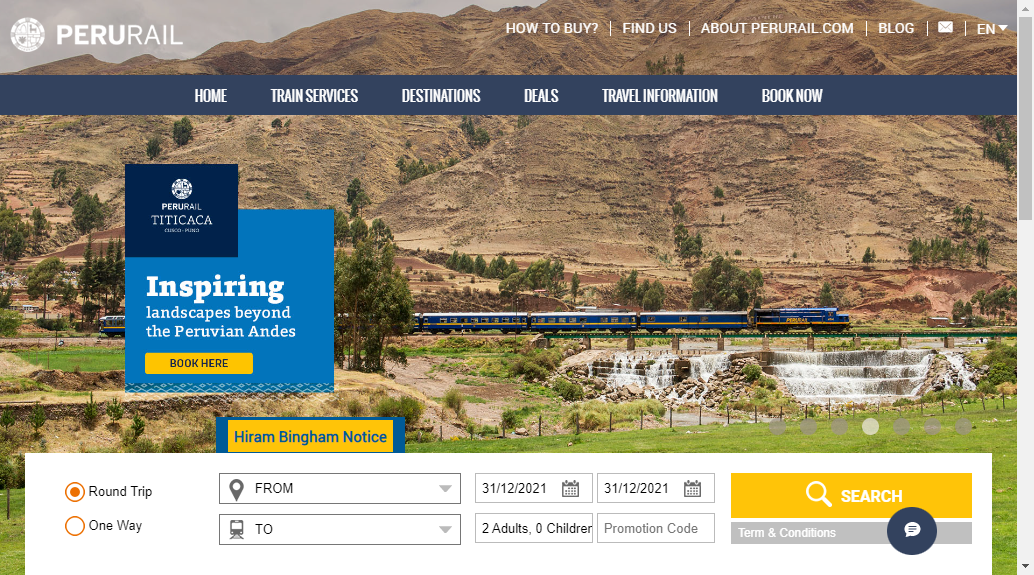 PERURAIL
HOW TO BUY?
FIND US
ABOUT PERURAIL.COM
BLOG
EN
HOME
TRAIN SERVICES
DESTINATIONS
DEALS
TRAVEL INFORMATION
BOOK NOW
PERURAIL
TITICACA
CUSCO - PUNO
Inspiring
landscapes beyond
the Peruvian Andes
BOOK HERE
PERURAIL
Hiram Bingham Notice
Round Trip
FROM
31/12/2021
31/12/2021
SEARCH
One Way
TO
2 Adults, 0 Children
Promotion Code
Term & Conditions